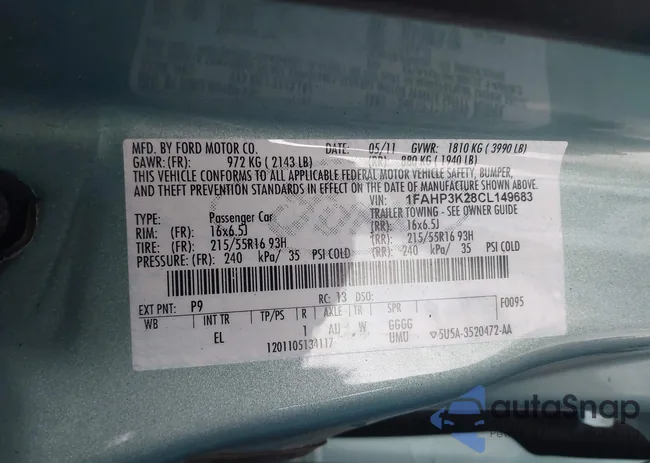 MFD. BY FORD MOTOR CO. DATE: 05/11 GVWR: 1810 KG ( 3990 LB)
GAWR: (FR): 972 KG ( 2143 LB) (RR): 880 KG ( 1940 LB)
THIS VEHICLE CONFORMS TO ALL APPLICABLE FEDERAL MOTOR VEHICLE SAFETY, BUMPER,
AND THEFT PREVENTION STANDARDS IN EFFECT ON THE DATE OF MANUFACTURE SHOWN ABOVE.
VIN: 1FAHP3K28CL149683
TYPE: Passenger Car TRAILER TOWING - SEE OWNER GUIDE
RIM: (FR): 16x6.5J (RR): 16x6.5J
TIRE: (FR): 215/55R16 93H (RR): 215/55R16 93H
PRESSURE: (FR): 240 kPa/ 35 PSI COLD (RR): 240 kPa/ 35 PSI COLD
EXT PNT: P9 RC: 13 DSO: F0095
WB INT TR TP/PS R AXLE TR SPR
EL 1 AU W GGGG
UMU 5U5A-3520472-AA
1201105134117
autoSnap